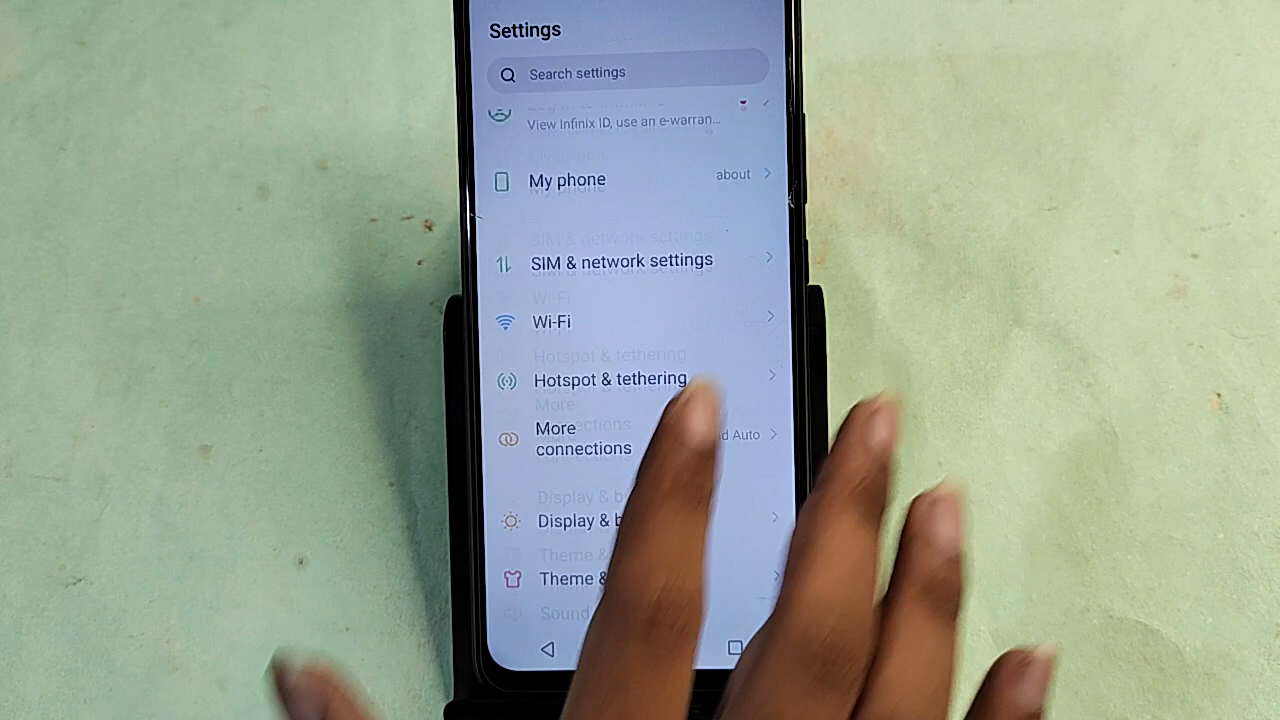 Settings
Search settings
View Infinix ID, use an e-warran...
My phone about
SIM & network settings
Wi-Fi
Hotspot & tethering
More
connections d Auto
Display & b
Theme &
Sound